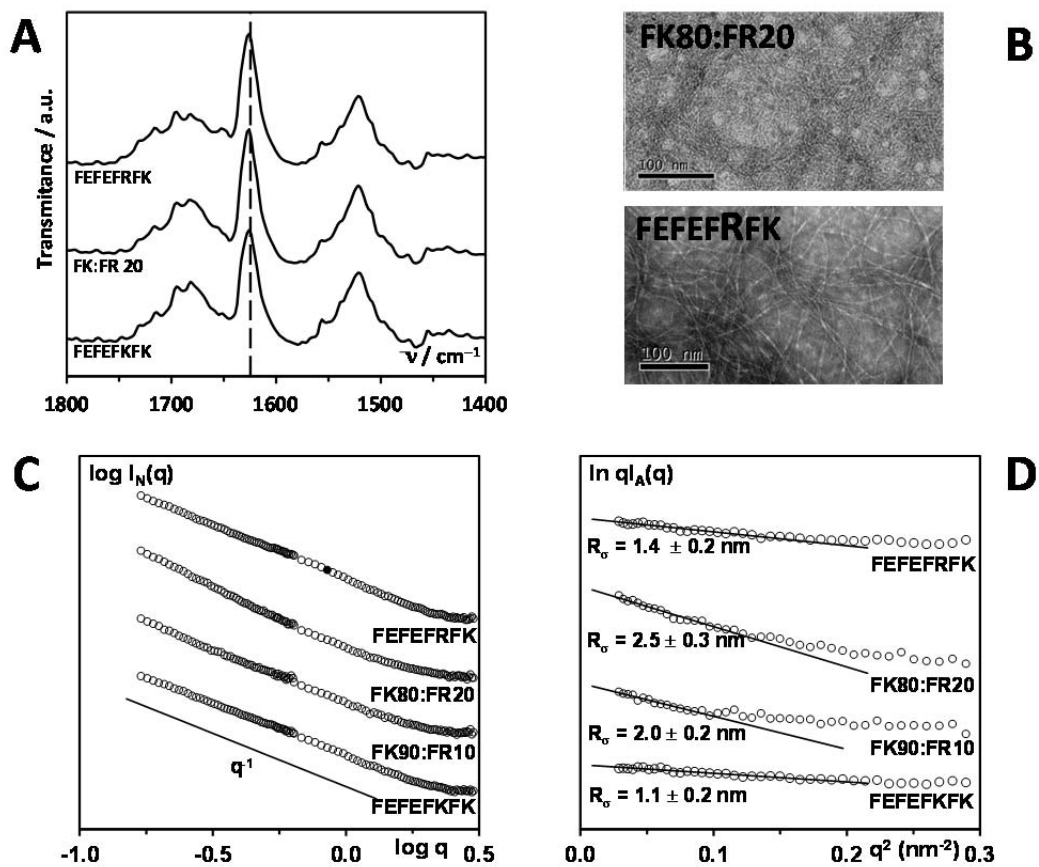 A
Transmitance / a.u.
FEFEFRFK
FK:FR 20
FEFEFKFK
ν / cm⁻¹
1800 1700 1600 1500 1400
B
FK80:FR20
100 nm
FEFEFRFK
100 nm
C
log I_N(q)
FEFEFRFK
FK80:FR20
FK90:FR10
q⁻¹
FEFEFKFK
-1.0 -0.5 0.0 log q 0.5
D
ln qI_A(q)
R_σ = 1.4 ± 0.2 nm
FEFEFRFK
R_σ = 2.5 ± 0.3 nm
FK80:FR20
R_σ = 2.0 ± 0.2 nm
FK90:FR10
R_σ = 1.1 ± 0.2 nm
FEFEFKFK
0.0 0.1 0.2 q² (nm⁻²) 0.3